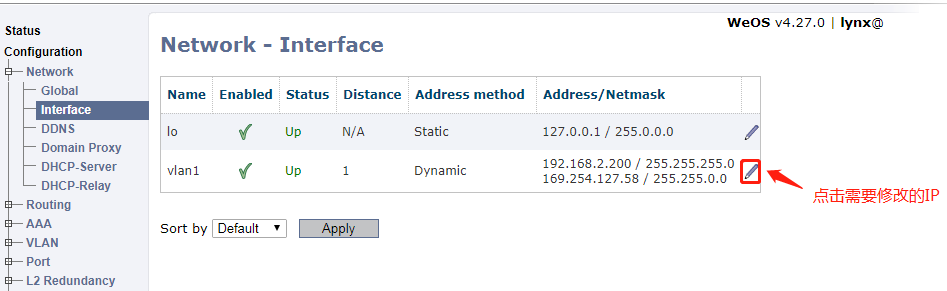 WeOS v4.27.0 | lynx@
Status
Configuration
Network
Global
Interface
DDNS
Domain Proxy
DHCP-Server
DHCP-Relay
Routing
AAA
VLAN
Port
L2 Redundancy
Network - Interface
Name Enabled Status Distance Address method Address/Netmask
lo Up N/A Static 127.0.0.1 / 255.0.0.0
vlan1 Up 1 Dynamic 192.168.2.200 / 255.255.255.0
169.254.127.58 / 255.255.0.0
点击需要修改的IP
Sort by Default Apply